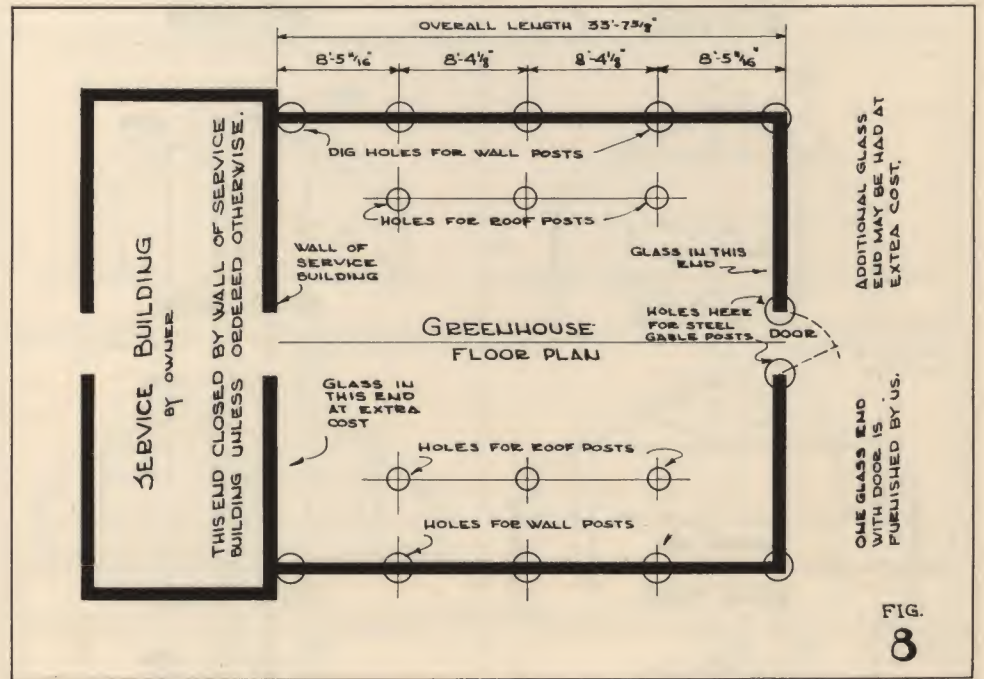 OVERALL LENGTH 33'-7 5/8"
8'-5 11/16" 8'-4 1/8" 8'-4 1/8" 8'-5 11/16"
DIG HOLES FOR WALL POSTS
HOLES FOR ROOF POSTS
WALL OF
SERVICE
BUILDING
GLASS IN THIS
END
HOLES HERE
FOR STEEL
GABLE POSTS.
DOOR
GREENHOUSE
FLOOR PLAN
GLASS IN
THIS END
AT EXTRA
COST
HOLES FOR ROOF POSTS
HOLES FOR WALL POSTS
SERVICE BUILDING
BY OWNER
THIS END CLOSED BY WALL OF SERVICE
BUILDING UNLESS ORDERED OTHERWISE.
ADDITIONAL GLASS
END MAY BE HAD AT
EXTRA COST.
ONE GLASS END
WITH DOOR IS
FURNISHED BY US.
FIG.
8